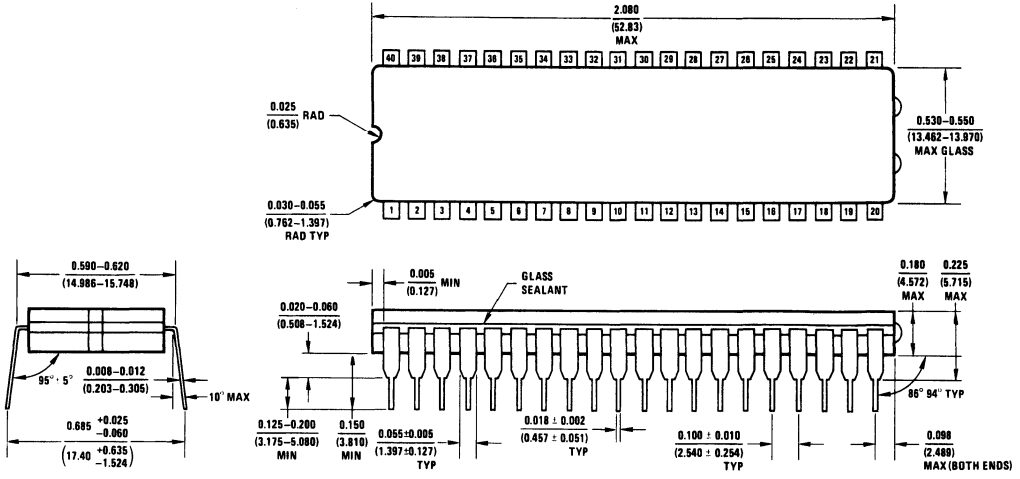 2.080
(52.83)
MAX
40 39 38 37 36 35 34 33 32 31 30 29 28 27 26 25 24 23 22 21
0.025
(0.635)
RAD
0.530–0.550
(13.462–13.970)
MAX GLASS
0.030–0.055
(0.762–1.397)
RAD TYP
1 2 3 4 5 6 7 8 9 10 11 12 13 14 15 16 17 18 19 20
0.590–0.620
(14.986–15.748)
0.005
(0.127)
MIN
GLASS
SEALANT
0.180
(4.572)
MAX
0.225
(5.715)
MAX
0.020–0.060
(0.508–1.524)
95° ± 5°
0.008–0.012
(0.203–0.305)
10° MAX
86° 94° TYP
0.685 +0.025
–0.060
(17.40 +0.635
–1.524)
0.125–0.200
(3.175–5.080)
MIN
0.150
(3.810)
MIN
0.055±0.005
(1.397±0.127)
TYP
0.018 ± 0.002
(0.457 ± 0.051)
TYP
0.100 ± 0.010
(2.540 ± 0.254)
TYP
0.098
(2.489)
MAX (BOTH ENDS)